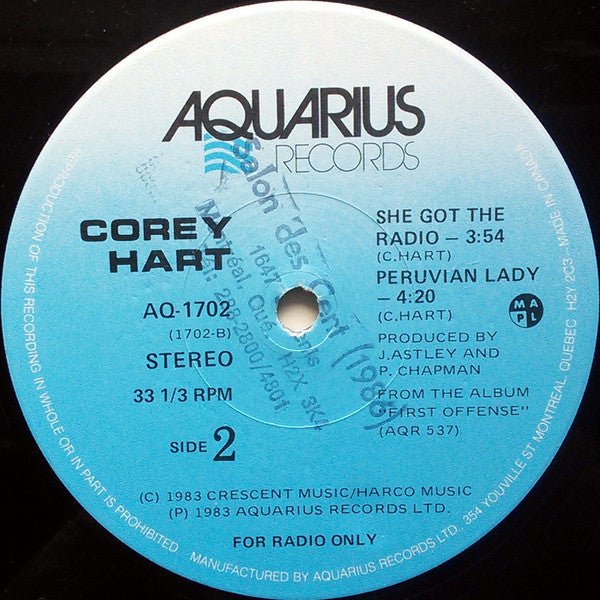 AQUARIUS
RECORDS
COREY
HART
AQ-1702
(1702-B)
STEREO
33 1/3 RPM
SIDE 2
SHE GOT THE
RADIO – 3:54
(C.HART)
PERUVIAN LADY
– 4:20
(C.HART)
M A
P L
PRODUCED BY
J.ASTLEY AND
P. CHAPMAN
FROM THE ALBUM
"FIRST OFFENSE"
(AQR 537)
(C) 1983 CRESCENT MUSIC/HARCO MUSIC
(P) 1983 AQUARIUS RECORDS LTD.
FOR RADIO ONLY
REPRODUCTION OF THIS RECORDING IN WHOLE OR IN PART IS PROHIBITED.
MANUFACTURED BY AQUARIUS RECORDS LTD. 354 YOUVILLE ST MONTREAL QUEBEC H2Y 2C3 - MADE IN CANADA
Salon des (1986)
1647
Montréal, Qué. H2X 3K4
2800/4801